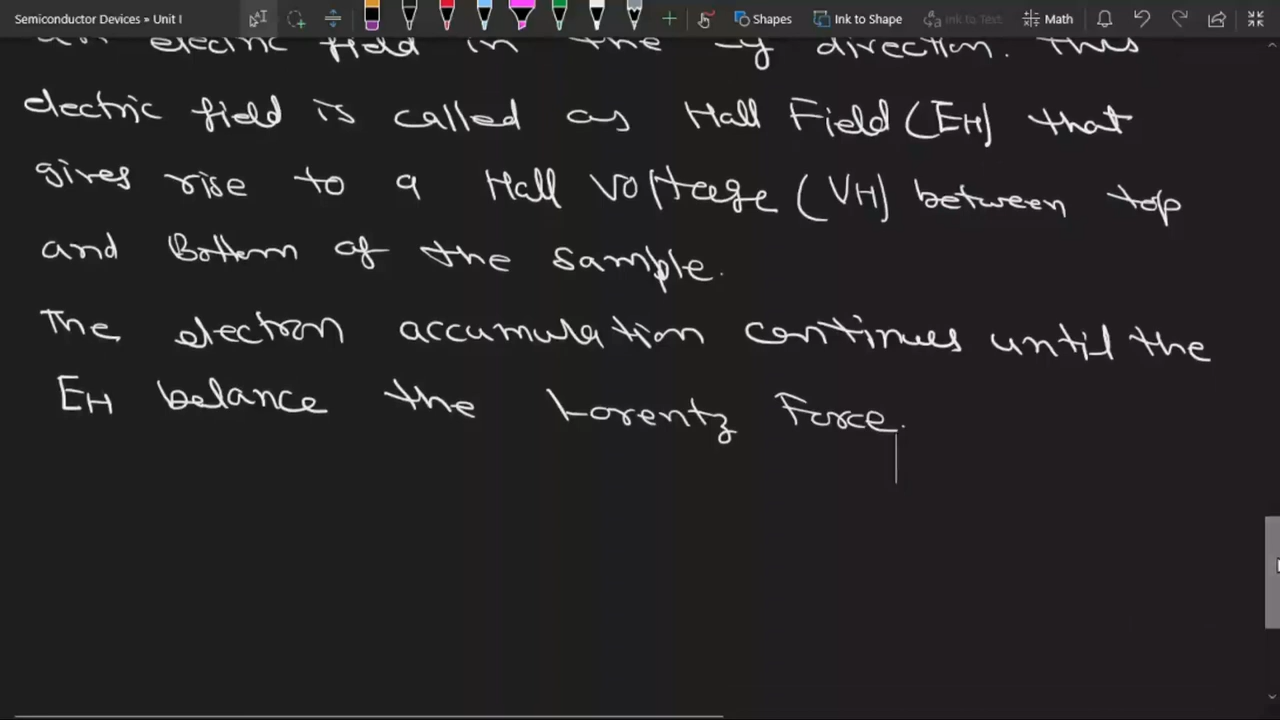 Semiconductor Devices » Unit I
Shapes Ink to Shape Ink to Text Math
an electric field in the -y direction. This
electric field is called as Hall Field (EH) that
gives rise to a Hall Voltage (VH) between top
and Bottom of the sample.
The electron accumulation continues until the
EH balance the Lorentz Force.